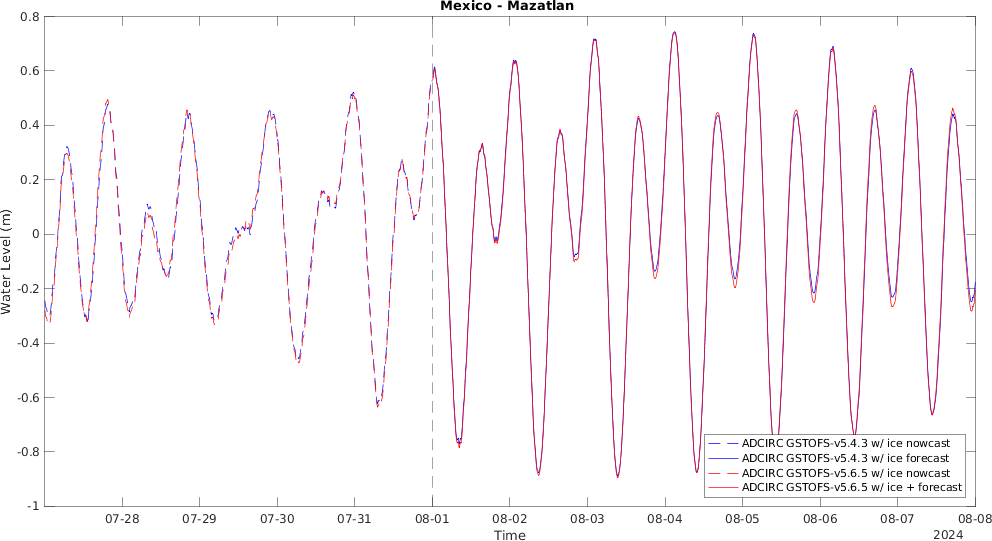 Mexico - Mazatlan
0.8
0.6
0.4
0.2
0
-0.2
-0.4
-0.6
-0.8
-1
Water Level (m)
ADCIRC GSTOFS-v5.4.3 w/ ice nowcast
ADCIRC GSTOFS-v5.4.3 w/ ice forecast
ADCIRC GSTOFS-v5.6.5 w/ ice nowcast
ADCIRC GSTOFS-v5.6.5 w/ ice + forecast
07-28 07-29 07-30 07-31 08-01 08-02 08-03 08-04 08-05 08-06 08-07 08-08
Time
2024